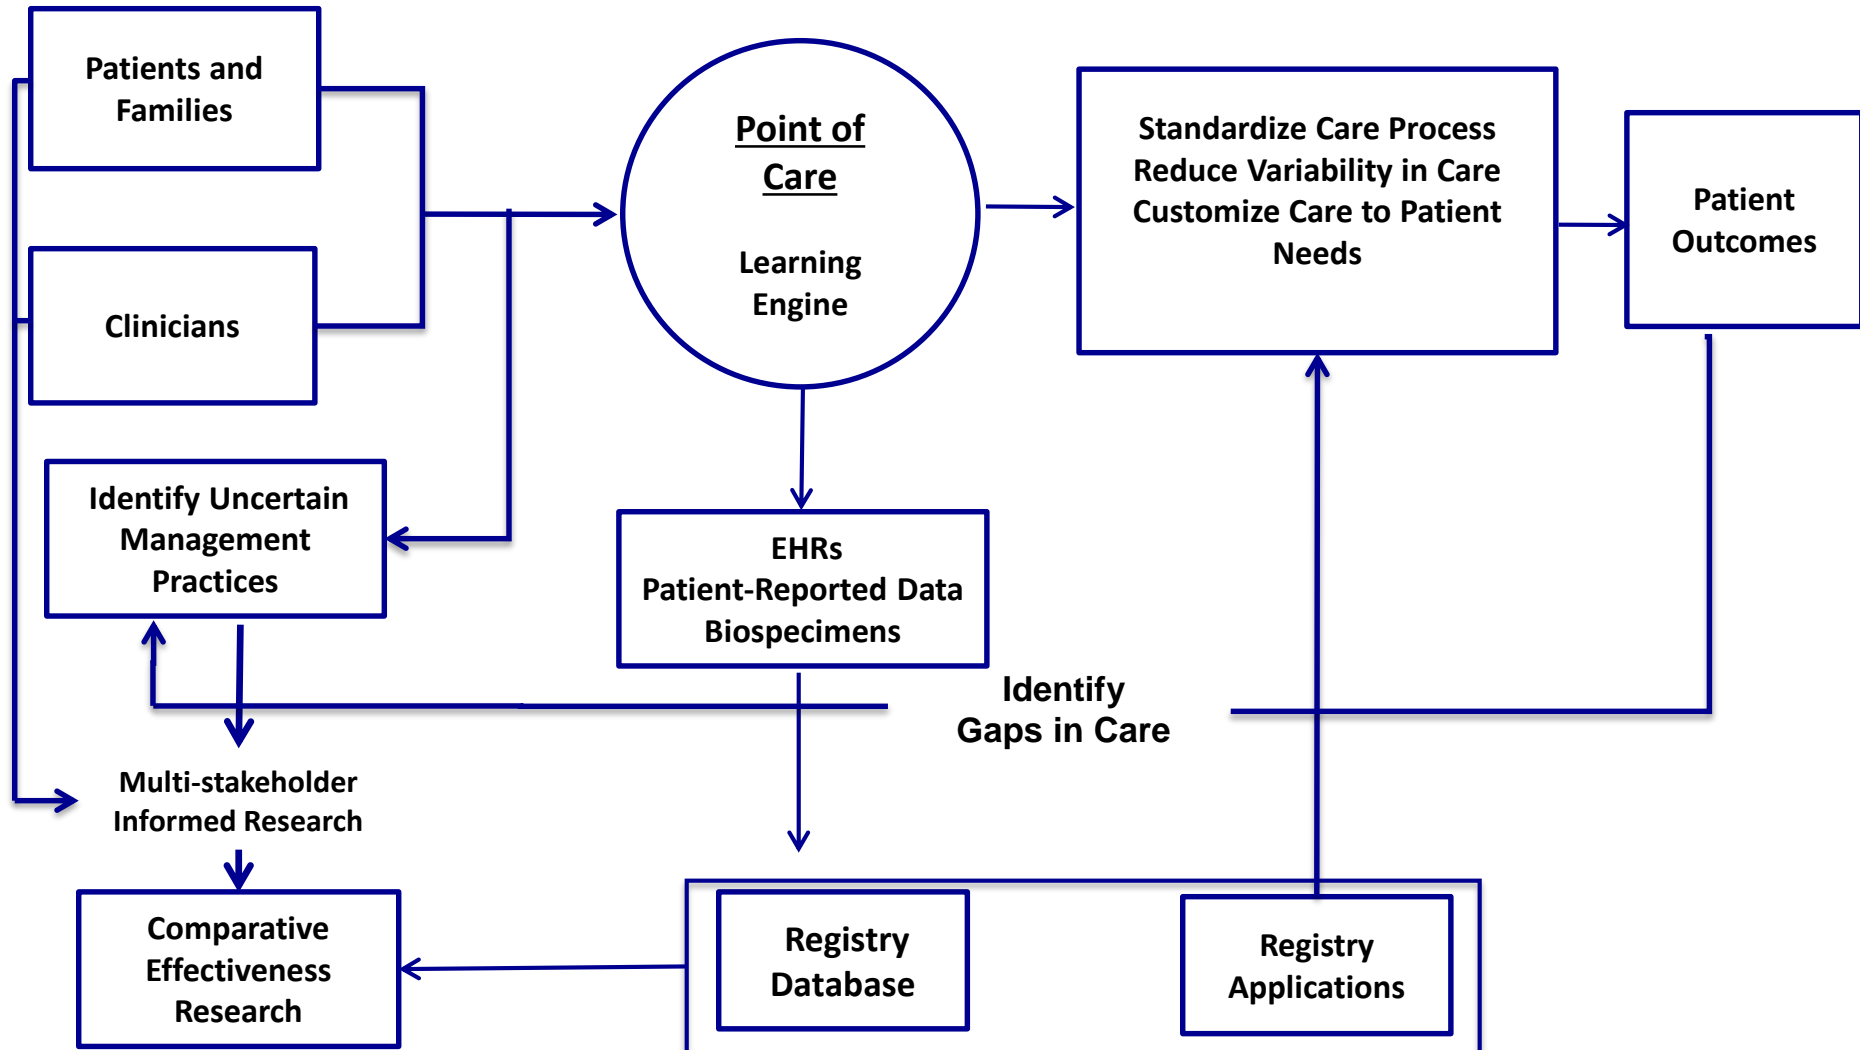 Patients and
Families
Point of
Care
Learning
Engine
Standardize Care Process
Reduce Variability in Care
Customize Care to Patient
Needs
Patient
Outcomes
Clinicians
Identify Uncertain
Management
Practices
EHRs
Patient-Reported Data
Biospecimens
Identify
Gaps in Care
Multi-stakeholder
Informed Research
Comparative
Effectiveness
Research
Registry
Database
Registry
Applications